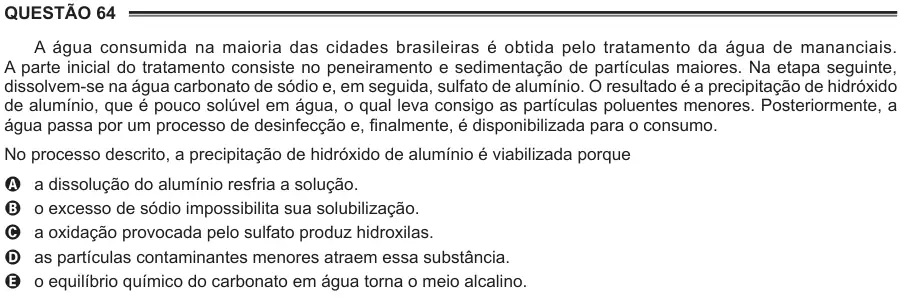 QUESTÃO 64
A água consumida na maioria das cidades brasileiras é obtida pelo tratamento da água de mananciais.
A parte inicial do tratamento consiste no peneiramento e sedimentação de partículas maiores. Na etapa seguinte,
dissolvem-se na água carbonato de sódio e, em seguida, sulfato de alumínio. O resultado é a precipitação de hidróxido
de alumínio, que é pouco solúvel em água, o qual leva consigo as partículas poluentes menores. Posteriormente, a
água passa por um processo de desinfecção e, finalmente, é disponibilizada para o consumo.
No processo descrito, a precipitação de hidróxido de alumínio é viabilizada porque
A a dissolução do alumínio resfria a solução.
B o excesso de sódio impossibilita sua solubilização.
C a oxidação provocada pelo sulfato produz hidroxilas.
D as partículas contaminantes menores atraem essa substância.
E o equilíbrio químico do carbonato em água torna o meio alcalino.